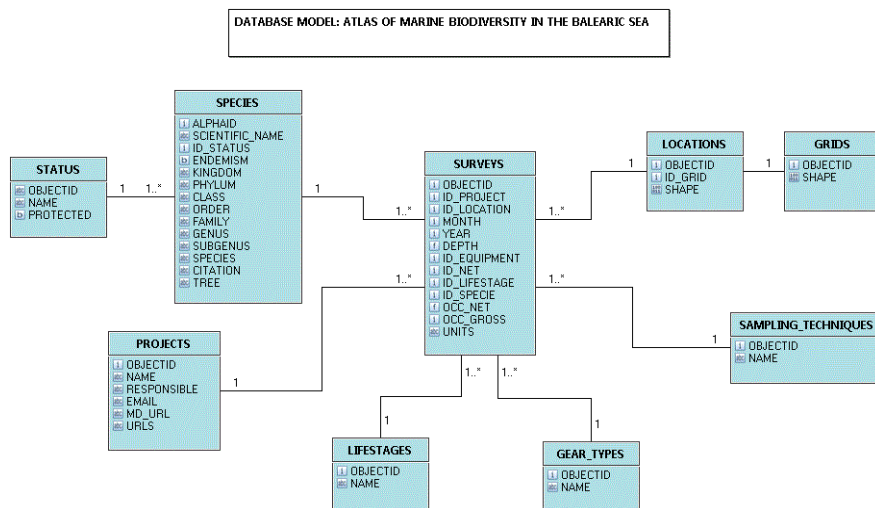 DATABASE MODEL: ATLAS OF MARINE BIODIVERSITY IN THE BALEARIC SEA
SPECIES
ALPHAID
SCIENTIFIC_NAME
ID_STATUS
ENDEMISM
KINGDOM
PHYLUM
CLASS
ORDER
FAMILY
GENUS
SUBGENUS
SPECIES
CITATION
TREE
STATUS
OBJECTID
NAME
PROTECTED
1
1..*
1
1..*
SURVEYS
OBJECTID
ID_PROJECT
ID_LOCATION
MONTH
YEAR
DEPTH
ID_EQUIPMENT
ID_NET
ID_LIFESTAGE
ID_SPECIE
OCC_NET
OCC_GROSS
UNITS
LOCATIONS
OBJECTID
ID_GRID
SHAPE
GRIDS
OBJECTID
SHAPE
1
1
1..*
1..*
1..*
SAMPLING_TECHNIQUES
OBJECTID
NAME
1
PROJECTS
OBJECTID
NAME
RESPONSIBLE
EMAIL
MD_URL
URLS
1
1..*
1..*
1
1
LIFESTAGES
OBJECTID
NAME
GEAR_TYPES
OBJECTID
NAME